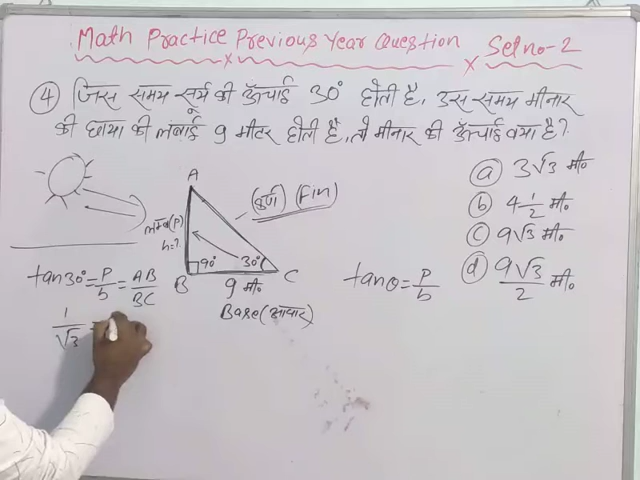 Math Practice Previous Year Question Set no-2
④ जिस समय सूर्य की ऊँचाई 30° होती है, उस समय मीनार
की छाया की लंबाई 9 मीटर होती है, तो मीनार की ऊँचाई क्या है?
ⓐ 3√3 मी०
ⓑ 4 1/2 मी०
ⓒ 9√3 मी०
ⓓ 9√3/2 मी०
A
(कर्ण) (Fin)
लम्ब(P)
h=?
90° 30°
B C
9 मी०
Base(आधार)
tan30°=P/b=AB/BC
1/√3 =
tanθ=P/b